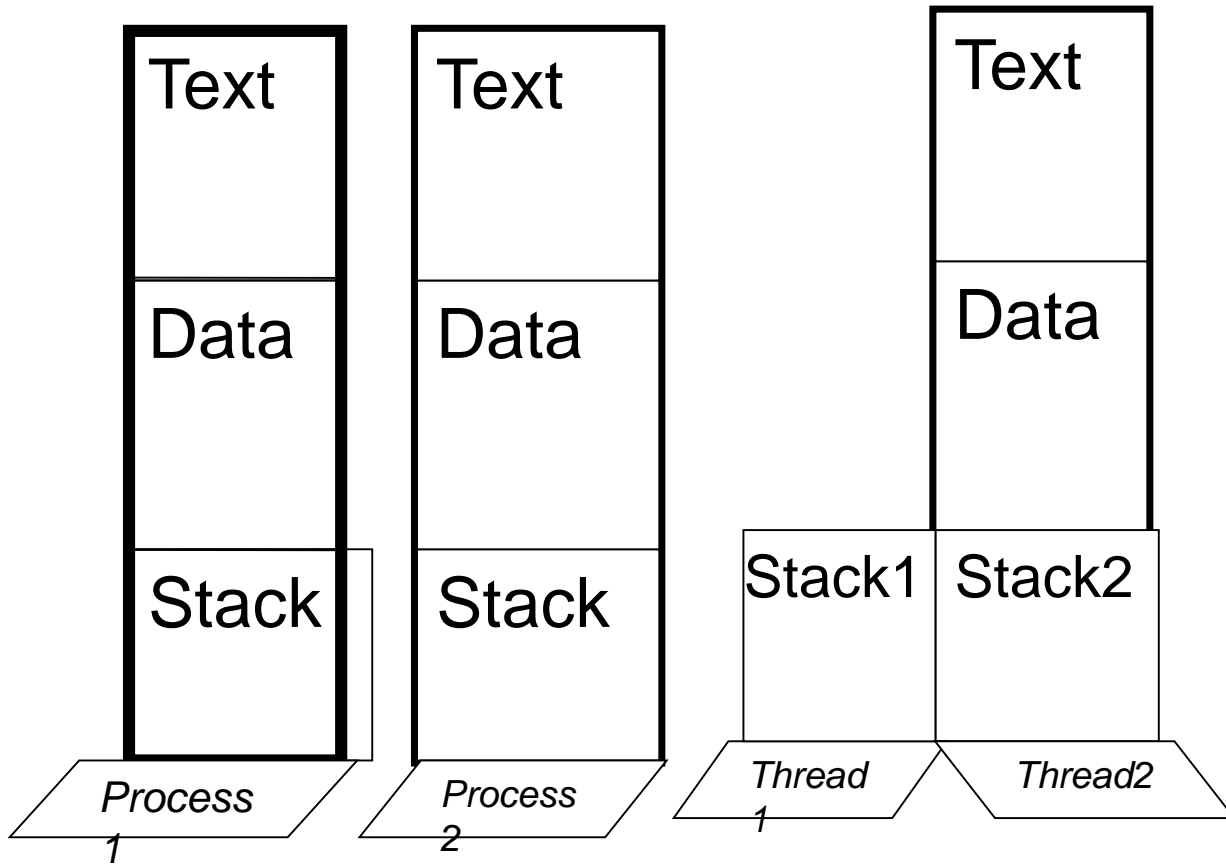 Text
Data
Stack
Process
1
Text
Data
Stack
Process
2
Text
Data
Stack1
Stack2
Thread
1
Thread2